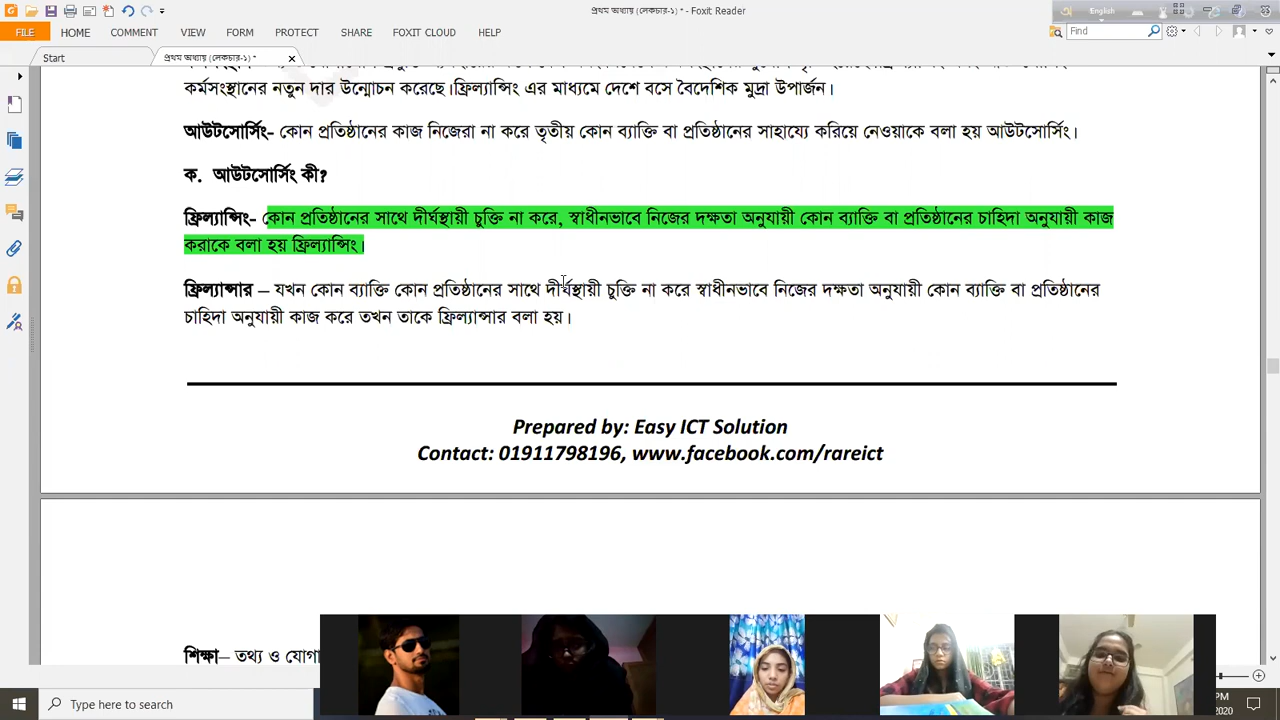 প্রথম অধ্যায় (লেকচার-১) * - Foxit Reader
English
FILE HOME COMMENT VIEW FORM PROTECT SHARE FOXIT CLOUD HELP
Find
Start প্রথম অধ্যায় (লেকচার-১) *
কর্মসংস্থানের নতুন দার উন্মোচন করেছে।ফ্রিল্যান্সিং এর মাধ্যমে দেশে বসে বৈদেশিক মুদ্রা উপার্জন।
আউটসোর্সিং- কোন প্রতিষ্ঠানের কাজ নিজেরা না করে তৃতীয় কোন ব্যাক্তি বা প্রতিষ্ঠানের সাহায্যে করিয়ে নেওয়াকে বলা হয় আউটসোর্সিং।
ক. আউটসোর্সিং কী?
ফ্রিল্যান্সিং- কোন প্রতিষ্ঠানের সাথে দীর্ঘস্থায়ী চুক্তি না করে, স্বাধীনভাবে নিজের দক্ষতা অনুযায়ী কোন ব্যাক্তি বা প্রতিষ্ঠানের চাহিদা অনুযায়ী কাজ
করাকে বলা হয় ফ্রিল্যান্সিং।
ফ্রিল্যান্সার – যখন কোন ব্যাক্তি কোন প্রতিষ্ঠানের সাথে দীর্ঘস্থায়ী চুক্তি না করে স্বাধীনভাবে নিজের দক্ষতা অনুযায়ী কোন ব্যাক্তি বা প্রতিষ্ঠানের
চাহিদা অনুযায়ী কাজ করে তখন তাকে ফ্রিল্যান্সার বলা হয়।
Prepared by: Easy ICT Solution
Contact: 01911798196, www.facebook.com/rareict
শিক্ষা– তথ্য ও
Type here to search
PM
2020